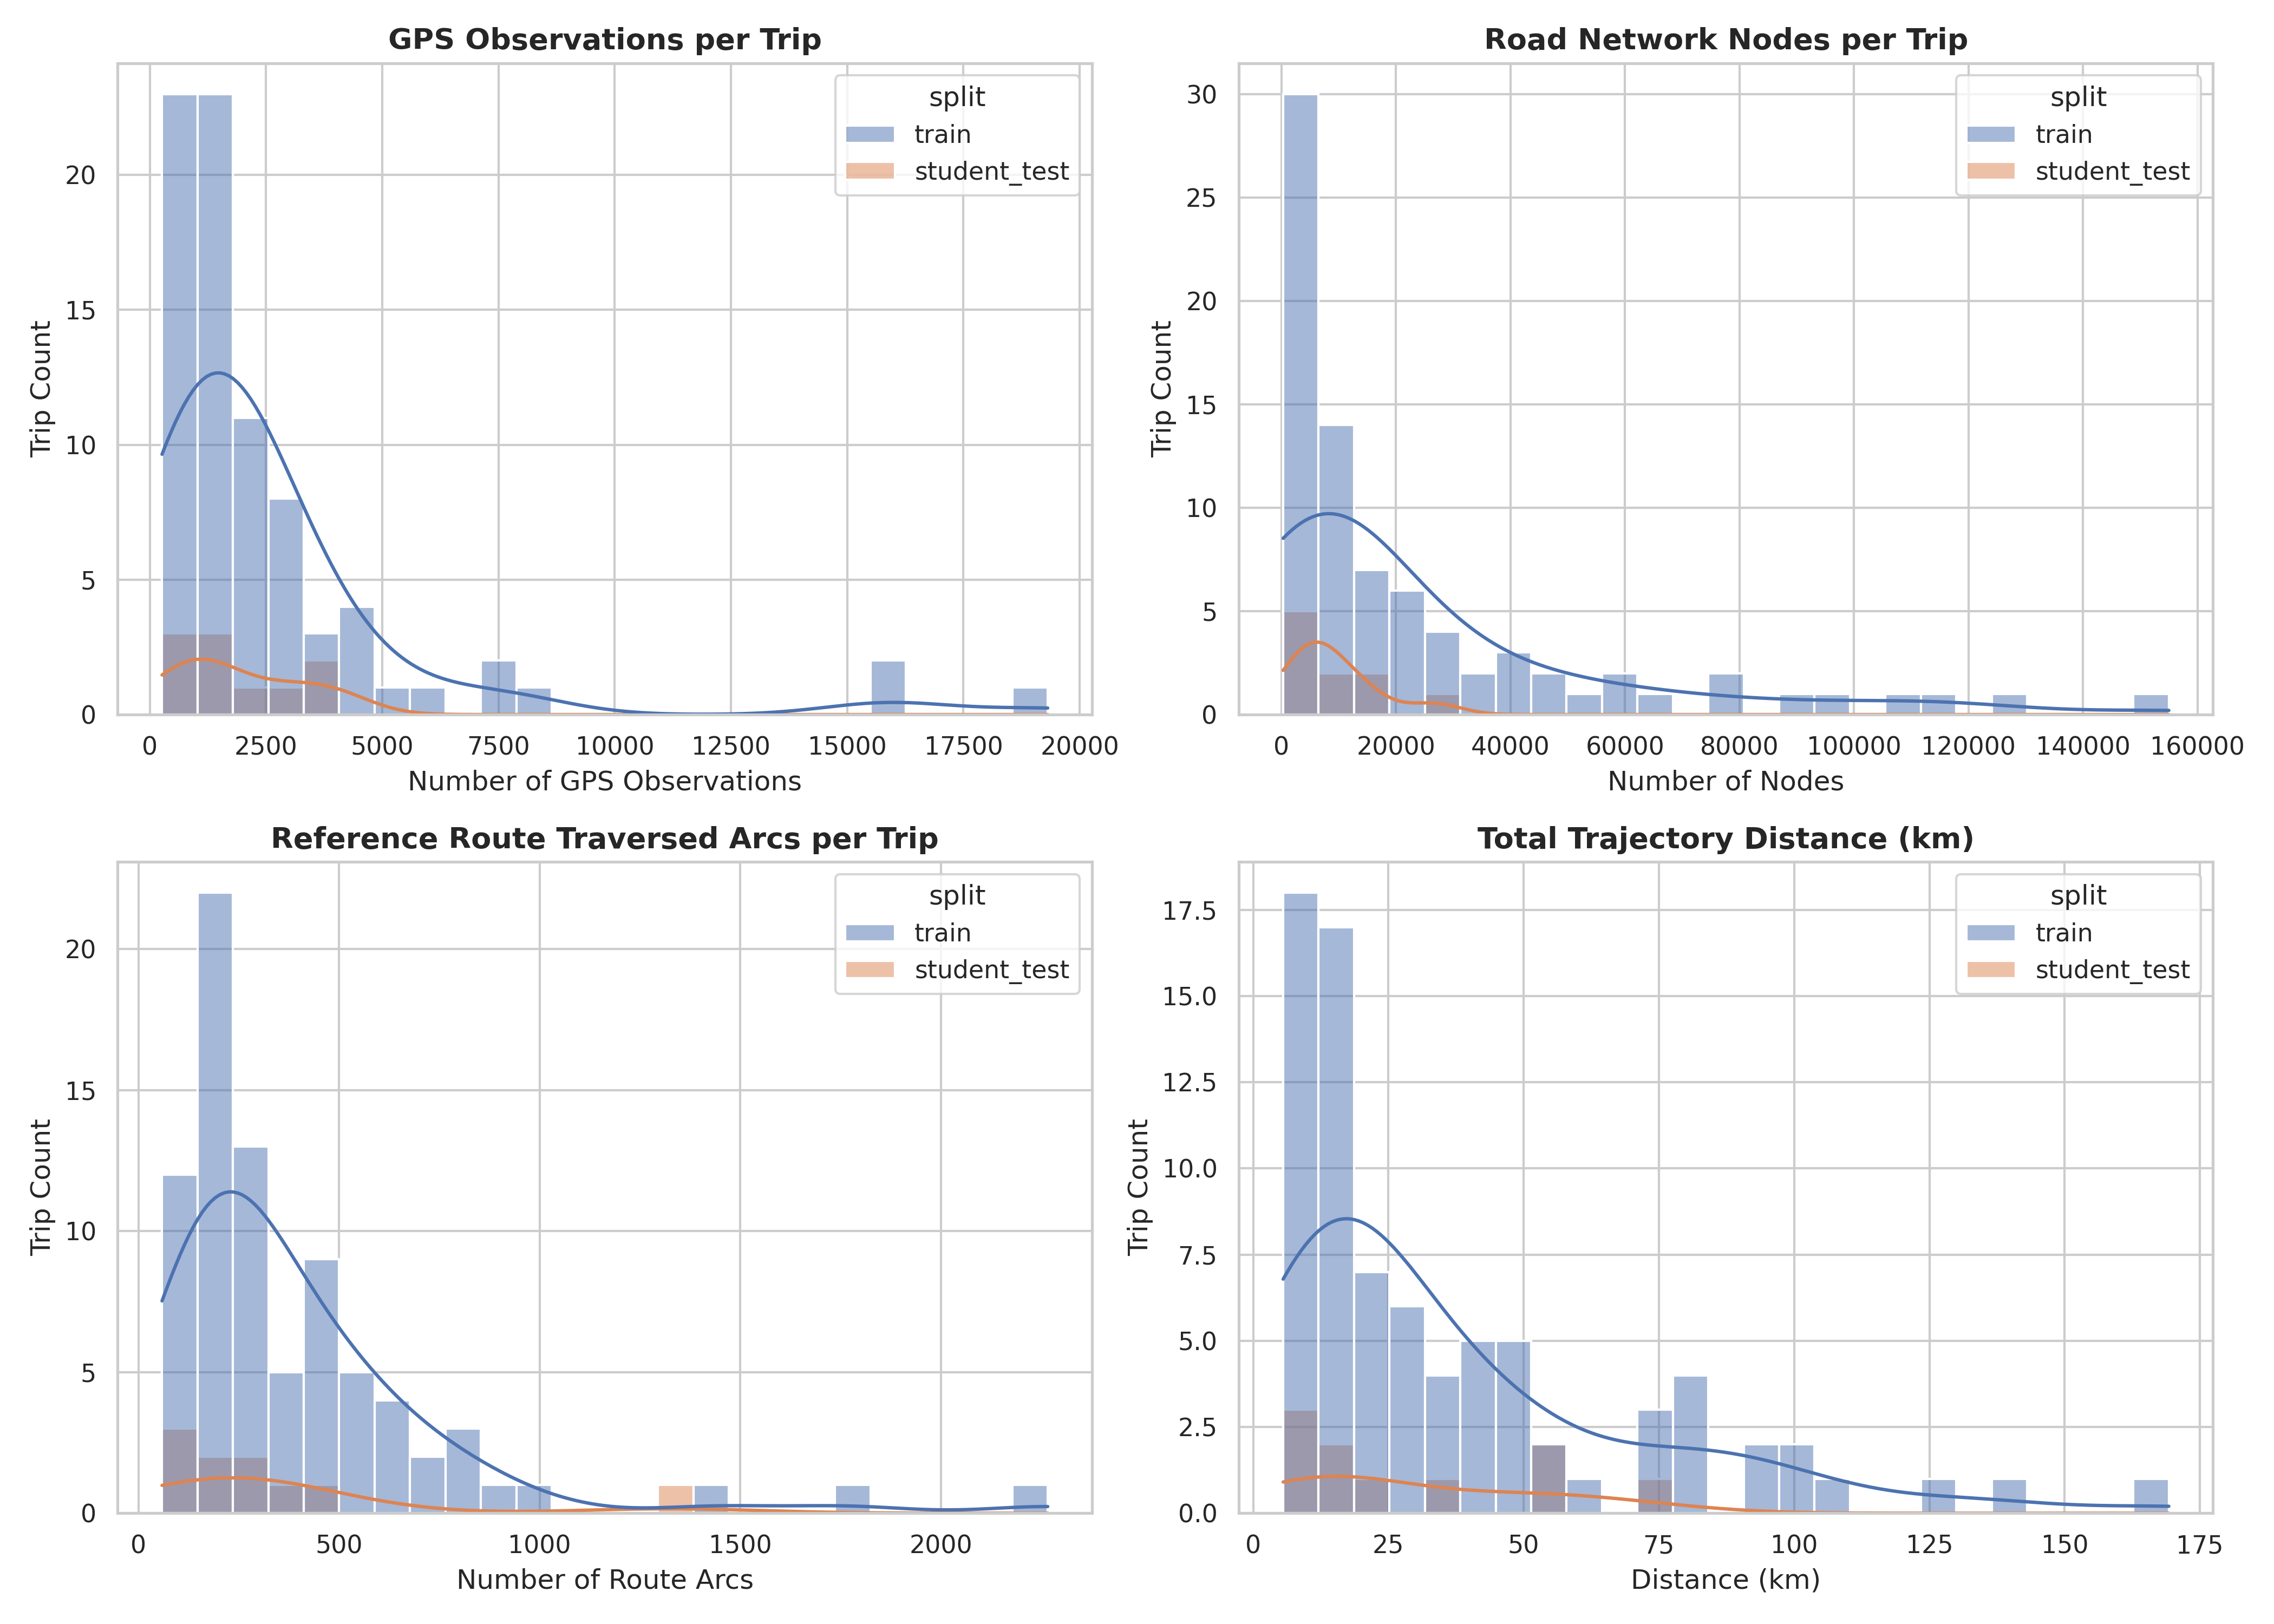 GPS Observations per Trip
split
train
student_test
Trip Count
20
15
10
5
0
0 2500 5000 7500 10000 12500 15000 17500 20000
Number of GPS Observations
Road Network Nodes per Trip
split
train
student_test
Trip Count
30
25
20
15
10
5
0
0 20000 40000 60000 80000 100000 120000 140000 160000
Number of Nodes
Reference Route Traversed Arcs per Trip
split
train
student_test
Trip Count
20
15
10
5
0
0 500 1000 1500 2000
Number of Route Arcs
Total Trajectory Distance (km)
split
train
student_test
Trip Count
17.5
15.0
12.5
10.0
7.5
5.0
2.5
0.0
0 25 50 75 100 125 150 175
Distance (km)